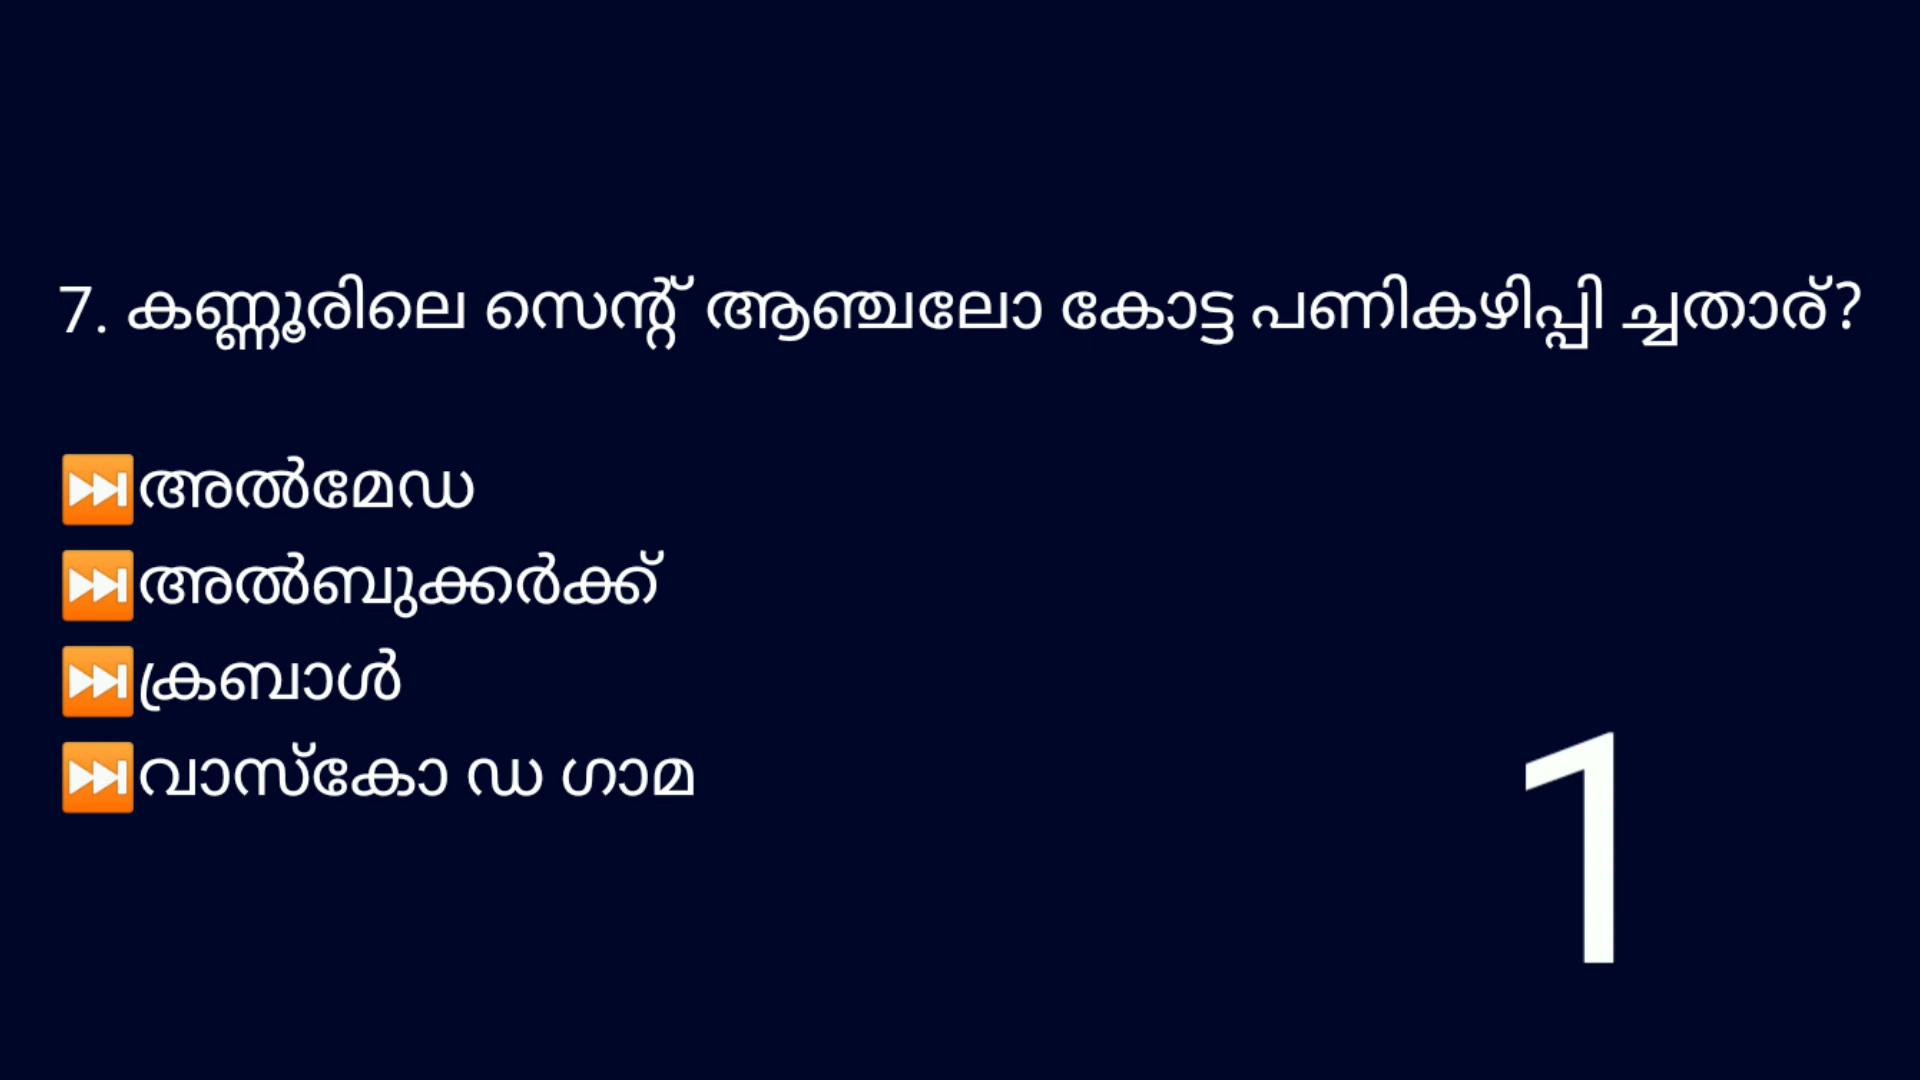 7. കണ്ണൂരിലെ സെന്റ് ആഞ്ചലോ കോട്ട പണികഴിപ്പി ച്ചതാര്?
⏭️അൽമേഡ
⏭️അൽബുക്കർക്ക്
⏭️ക്രബാൾ
⏭️വാസ്കോ ഡ ഗാമ
1